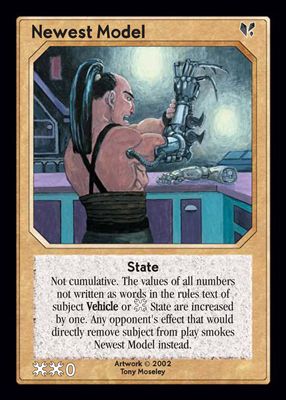 Newest Model
State
Not cumulative. The values of all numbers
not written as words in the rules text of
subject Vehicle or State are increased
by one. Any opponent's effect that would
directly remove subject from play smokes
Newest Model instead.
0
Artwork © 2002
Tony Moseley